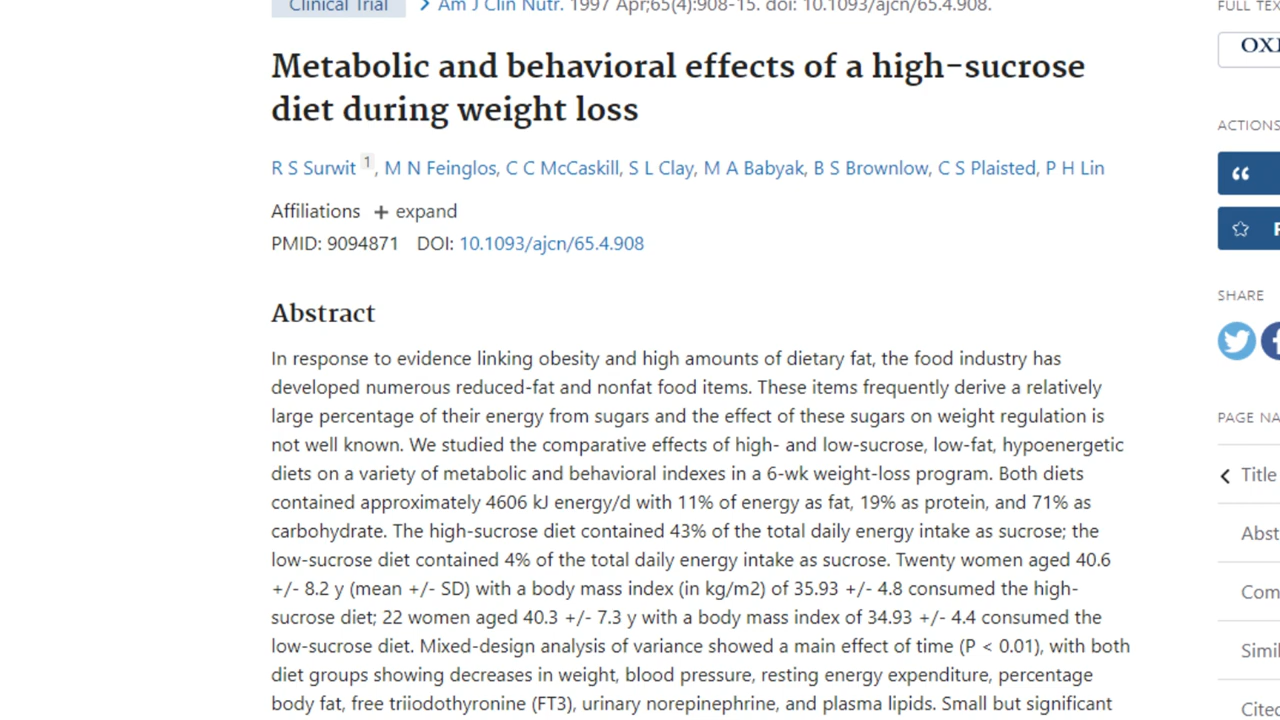 Clinical Trial > Am J Clin Nutr. 1997 Apr;65(4):908-15. doi: 10.1093/ajcn/65.4.908.
Metabolic and behavioral effects of a high-sucrose
diet during weight loss
R S Surwit 1, M N Feinglos, C C McCaskill, S L Clay, M A Babyak, B S Brownlow, C S Plaisted, P H Lin
Affiliations + expand
PMID: 9094871 DOI: 10.1093/ajcn/65.4.908
Abstract
In response to evidence linking obesity and high amounts of dietary fat, the food industry has
developed numerous reduced-fat and nonfat food items. These items frequently derive a relatively
large percentage of their energy from sugars and the effect of these sugars on weight regulation is
not well known. We studied the comparative effects of high- and low-sucrose, low-fat, hypoenergetic
diets on a variety of metabolic and behavioral indexes in a 6-wk weight-loss program. Both diets
contained approximately 4606 kJ energy/d with 11% of energy as fat, 19% as protein, and 71% as
carbohydrate. The high-sucrose diet contained 43% of the total daily energy intake as sucrose; the
low-sucrose diet contained 4% of the total daily energy intake as sucrose. Twenty women aged 40.6
+/- 8.2 y (mean +/- SD) with a body mass index (in kg/m2) of 35.93 +/- 4.8 consumed the high-
sucrose diet; 22 women aged 40.3 +/- 7.3 y with a body mass index of 34.93 +/- 4.4 consumed the
low-sucrose diet. Mixed-design analysis of variance showed a main effect of time (P < 0.01), with both
diet groups showing decreases in weight, blood pressure, resting energy expenditure, percentage
body fat, free triiodothyronine (FT3), urinary norepinephrine, and plasma lipids. Small but significant
FULL TEX
OXI
ACTIONS
SHARE
PAGE NA
Title
Abst
Com
Simil
Cited